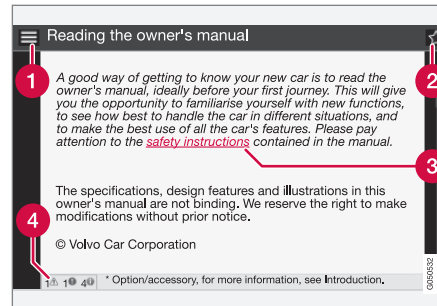 Reading the owner's manual
1
2
A good way of getting to know your new car is to read the
owner's manual, ideally before your first journey. This will give
you the opportunity to familiarise yourself with new functions,
to see how best to handle the car in different situations, and
to make the best use of all the car's features. Please pay
attention to the safety instructions contained in the manual.
3
The specifications, design features and illustrations in this
owner's manual are not binding. We reserve the right to make
modifications without prior notice.
4
© Volvo Car Corporation
1 1 4 * Option/accessory, for more information, see Introduction.
G050532